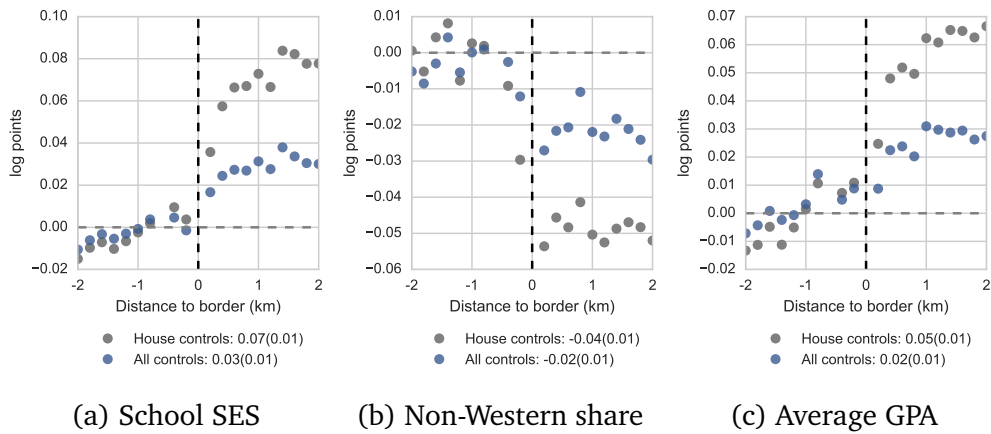 0.10
0.08
0.06
0.04
0.02
0.00
−0.02
log points
-2 -1 0 1 2
Distance to border (km)
House controls: 0.07(0.01)
All controls: 0.03(0.01)
(a) School SES
0.01
0.00
−0.01
−0.02
−0.03
−0.04
−0.05
−0.06
log points
-2 -1 0 1 2
Distance to border (km)
House controls: -0.04(0.01)
All controls: -0.02(0.01)
(b) Non-Western share
0.07
0.06
0.05
0.04
0.03
0.02
0.01
0.00
−0.01
−0.02
log points
-2 -1 0 1 2
Distance to border (km)
House controls: 0.05(0.01)
All controls: 0.02(0.01)
(c) Average GPA